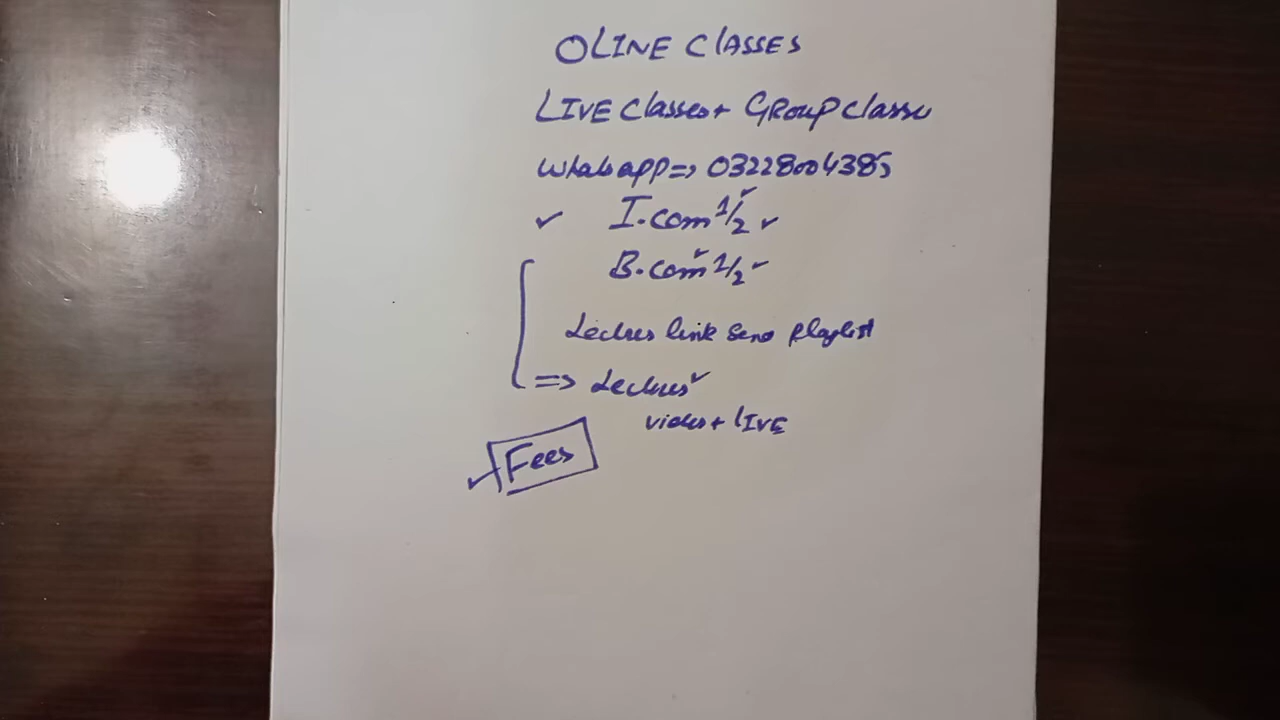 OLINE CLASSES
LIVE Classes + GROUP Classes
Whatsapp => 03228004385
✓ I.com 1/2 ✓
B.com 1/2 ✓
Lectures link send playlist
=> Lectures ✓
video + LIVE
✓ Fees